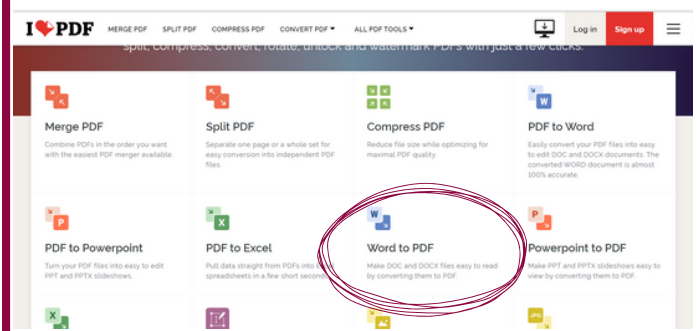 I PDF MERGE PDF SPLIT PDF COMPRESS PDF CONVERT PDF ALL PDF TOOLS Log in Sign up
split, compress, convert, rotate, unlock and watermark PDFs with just a few clicks.
Merge PDF
Combine PDFs in the order you want
with the easiest PDF merger available.
Split PDF
Separate one page or a whole set for
easy conversion into independent PDF
files.
Compress PDF
Reduce file size while optimizing for
maximal PDF quality.
W
PDF to Word
Easily convert your PDF files into easy
to edit DOC and DOCX documents. The
converted WORD document is almost
100% accurate.
P
PDF to Powerpoint
Turn your PDF files into easy to edit
PPT and PPTX slideshows.
X
PDF to Excel
Pull data straight from PDFs into
spreadsheets in a few short seconds.
W
Word to PDF
Make DOC and DOCX files easy to read
by converting them to PDF.
P
Powerpoint to PDF
Make PPT and PPTX slideshows easy to
view by converting them to PDF.
X
JPG